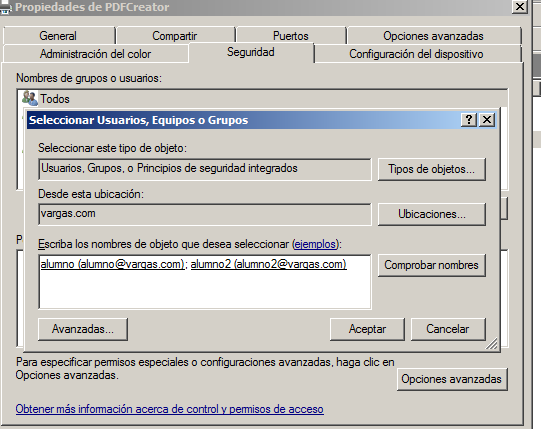 Propiedades de PDFCreator
General
Compartir
Puertos
Opciones avanzadas
Administración del color
Seguridad
Configuración del dispositivo
Nombres de grupos o usuarios:
Todos
Seleccionar Usuarios, Equipos o Grupos
Seleccionar este tipo de objeto:
Usuarios, Grupos, o Principios de seguridad integrados
Tipos de objetos...
Desde esta ubicación:
vargas.com
Ubicaciones...
Escriba los nombres de objeto que desea seleccionar (ejemplos):
alumno (alumno@vargas.com); alumno2 (alumno2@vargas.com)
Comprobar nombres
Avanzadas...
Aceptar
Cancelar
Para especificar permisos especiales o configuraciones avanzadas, haga clic en
Opciones avanzadas.
Opciones avanzadas
Obtener más información acerca de control y permisos de acceso